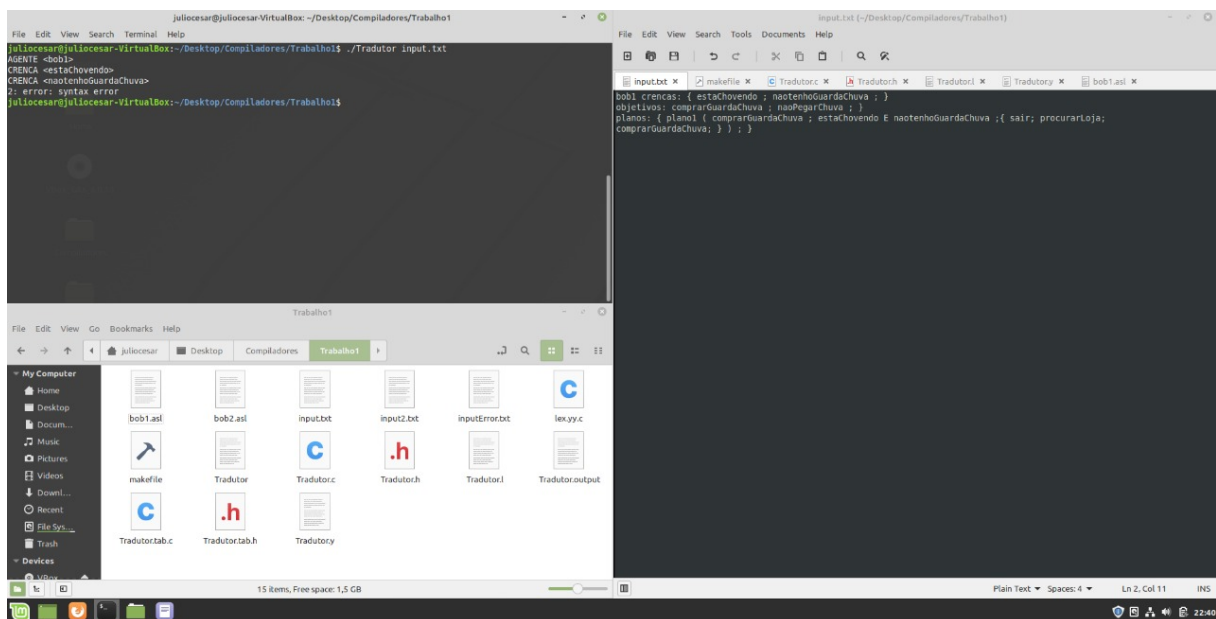 juliocesar@juliocesar-VirtualBox: ~/Desktop/Compiladores/Trabalho1
File Edit View Search Terminal Help
juliocesar@juliocesar-VirtualBox:~/Desktop/Compiladores/Trabalho1$ ./Tradutor input.txt
AGENTE <bob1>
CRENCA <estaChovendo>
CRENCA <naotenhoGuardaChuva>
2: error: syntax error
juliocesar@juliocesar-VirtualBox:~/Desktop/Compiladores/Trabalho1$
Trabalho1
File Edit View Go Bookmarks Help
juliocesar Desktop Compiladores Trabalho1
My Computer
Home
Desktop
Docum...
Music
Pictures
Videos
Downl...
Recent
File Sys...
Trash
Devices
bob1.asl bob2.asl input.txt input2.txt inputError.txt lex.yy.c
makefile Tradutor Tradutor.c Tradutor.h Tradutor.l Tradutor.output
Tradutor.tab.c Tradutor.tab.h Tradutor.y
15 items, Free space: 1,5 GB
input.txt (~/Desktop/Compiladores/Trabalho1)
File Edit View Search Tools Documents Help
input.txt makefile Tradutor.c Tradutor.h Tradutor.l Tradutor.y bob1.asl
bob1 crencas: { estaChovendo ; naotenhoGuardaChuva ; }
objetivos: comprarGuardaChuva ; naoPegarChuva ; }
planos: { plano1 ( comprarGuardaChuva ; estaChovendo E naotenhoGuardaChuva ;{ sair; procurarLoja;
comprarGuardaChuva; } ) ; }
Plain Text Spaces: 4 Ln 2, Col 11 INS
22:40